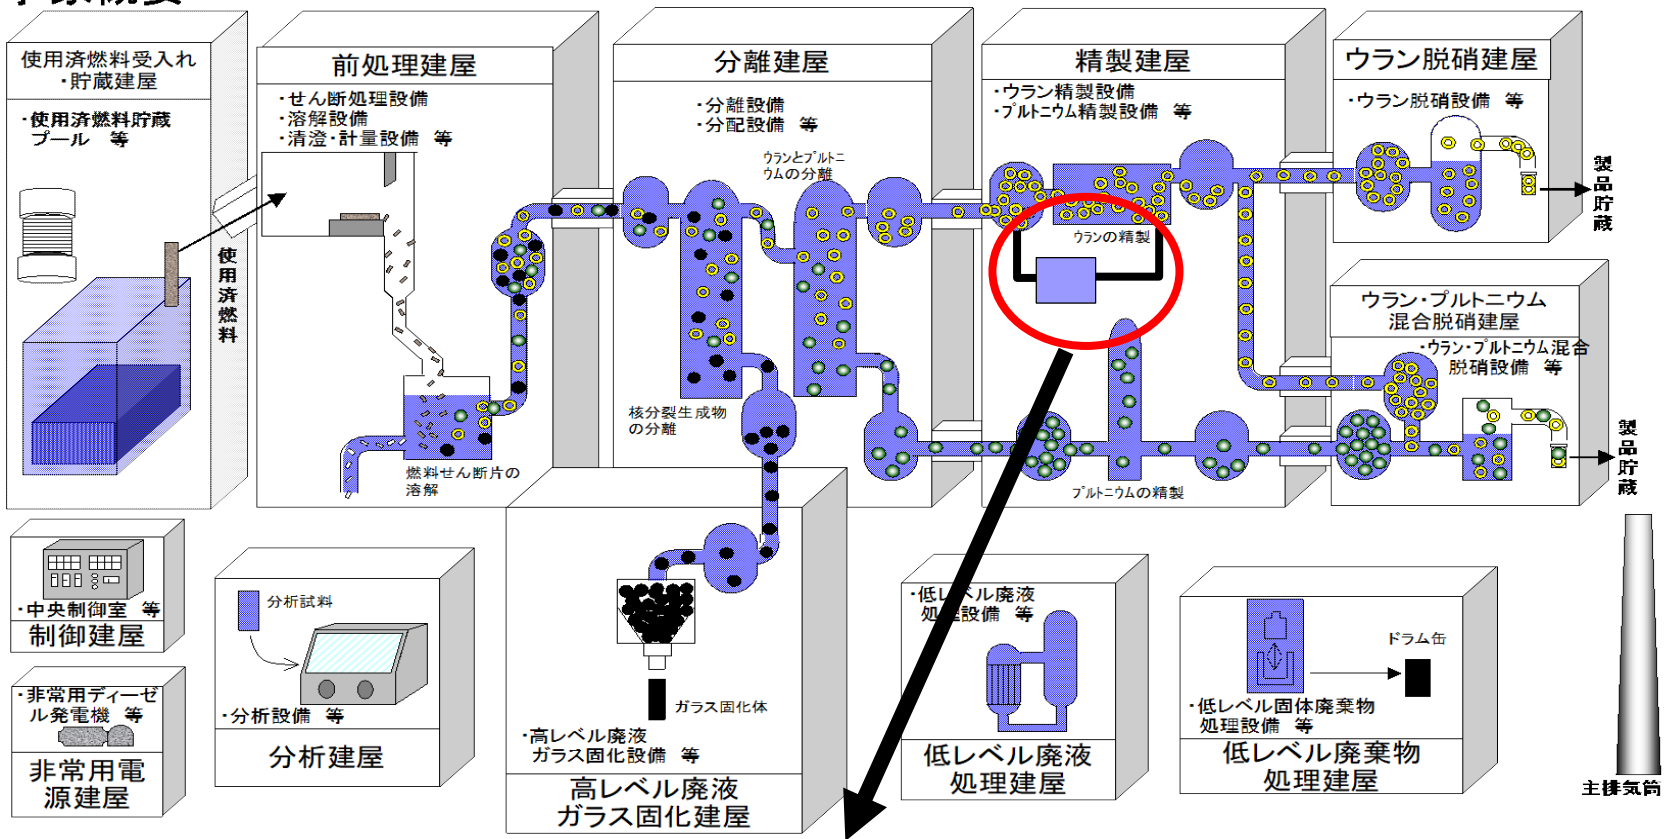 事象概要
使用済燃料受入れ
・貯蔵建屋
・使用済燃料貯蔵
プール 等
使用済燃料
前処理建屋
・せん断処理設備
・溶解設備
・清澄・計量設備 等
燃料せん断片の
溶解
分離建屋
・分離設備
・分配設備 等
ウランとプルトニ
ウムの分離
核分裂生成物
の分離
精製建屋
・ウラン精製設備
・プルトニウム精製設備 等
ウランの精製
プルトニウムの精製
ウラン脱硝建屋
・ウラン脱硝設備 等
製品貯蔵
ウラン・プルトニウム
混合脱硝建屋
・ウラン・プルトニウム混合
脱硝設備 等
製品貯蔵
・中央制御室 等
制御建屋
・非常用ディーゼ
ル発電機 等
非常用電
源建屋
分析試料
・分析設備 等
分析建屋
ガラス固化体
・高レベル廃液
ガラス固化設備 等
高レベル廃液
ガラス固化建屋
・低レベル廃液
処理設備 等
低レベル廃液
処理建屋
ドラム缶
・低レベル固体廃棄物
処理設備 等
低レベル廃棄物
処理建屋
主排気筒